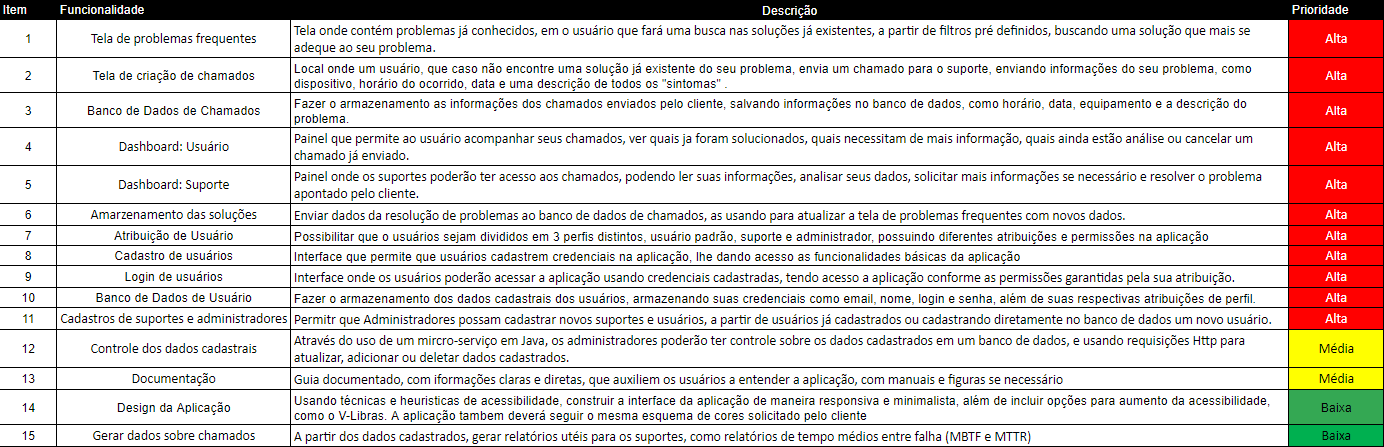 Item Funcionalidade Descrição Prioridade
1 Tela de problemas frequentes Tela onde contém problemas já conhecidos, em o usuário que fará uma busca nas soluções já existentes, a partir de filtros pré definidos, buscando uma solução que mais se
adeque ao seu problema. Alta
2 Tela de criação de chamados Local onde um usuário, que caso não encontre uma solução já existente do seu problema, envia um chamado para o suporte, enviando informações do seu problema, como
dispositivo, horário do ocorrido, data e uma descrição de todos os "sintomas" . Alta
3 Banco de Dados de Chamados Fazer o armazenamento as informações dos chamados enviados pelo cliente, salvando informações no banco de dados, como horário, data, equipamento e a descrição do
problema. Alta
4 Dashboard: Usuário Painel que permite ao usuário acompanhar seus chamados, ver quais ja foram solucionados, quais necessitam de mais informação, quais ainda estão análise ou cancelar um
chamado já enviado. Alta
5 Dashboard: Suporte Painel onde os suportes poderão ter acesso aos chamados, podendo ler suas informações, analisar seus dados, solicitar mais informações se necessário e resolver o problema
apontado pelo cliente. Alta
6 Amarzenamento das soluções Enviar dados da resolução de problemas ao banco de dados de chamados, as usando para atualizar a tela de problemas frequentes com novos dados. Alta
7 Atribuição de Usuário Possibilitar que o usuários sejam divididos em 3 perfis distintos, usuário padrão, suporte e administrador, possuindo diferentes atribuições e permissões na aplicação Alta
8 Cadastro de usuários Interface que permite que usuários cadastrem credenciais na aplicação, lhe dando acesso as funcionalidades básicas da aplicação Alta
9 Login de usuários Interface onde os usuários poderão acessar a aplicação usando credenciais cadastradas, tendo acesso a aplicação conforme as permissões garantidas pela sua atribuição. Alta
10 Banco de Dados de Usuário Fazer o armazenamento dos dados cadastrais dos usuários, armazenando suas credenciais como email, nome, login e senha, além de suas respectivas atribuições de perfil. Alta
11 Cadastros de suportes e administradores Permitr que Administradores possam cadastrar novos suportes e usuários, a partir de usuários já cadastrados ou cadastrando diretamente no banco de dados um novo usuário. Alta
12 Controle dos dados cadastrais Através do uso de um mircro-serviço em Java, os administradores poderão ter controle sobre os dados cadastrados em um banco de dados, e usando requisições Http para
atualizar, adicionar ou deletar dados cadastrados. Média
13 Documentação Guia documentado, com iformações claras e diretas, que auxiliem os usuários a entender a aplicação, com manuais e figuras se necessário Média
14 Design da Aplicação Usando técnicas e heuristicas de acessibilidade, construir a interface da aplicação de maneira responsiva e minimalista, além de incluir opções para aumento da acessibilidade,
como o V-Libras. A aplicação tambem deverá seguir o mesma esquema de cores solicitado pelo cliente Baixa
15 Gerar dados sobre chamados A partir dos dados cadastrados, gerar relatórios utéis para os suportes, como relatórios de tempo médios entre falha (MBTF e MTTR) Baixa